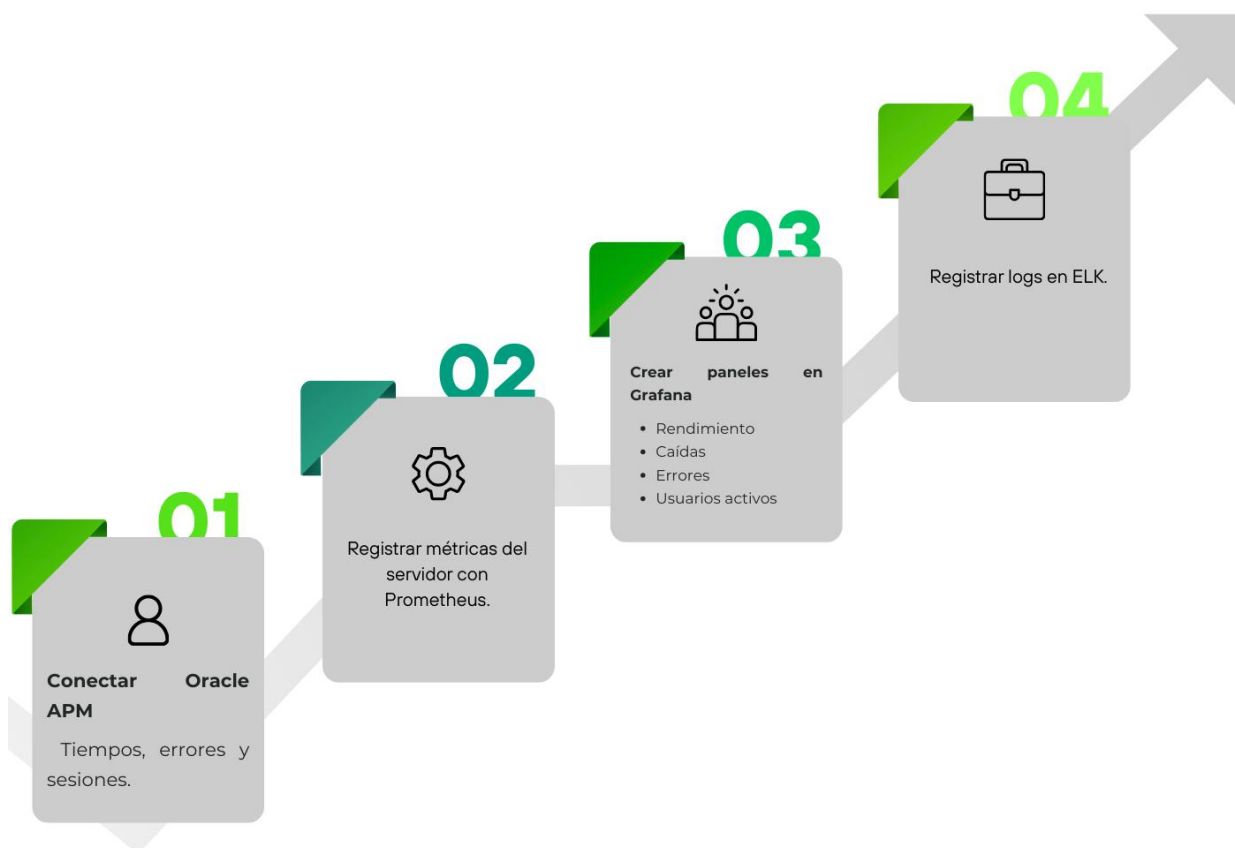 01
Conectar Oracle
APM
Tiempos, errores y
sesiones.
02
Registrar métricas del
servidor con
Prometheus.
03
Crear paneles en
Grafana
• Rendimiento
• Caídas
• Errores
• Usuarios activos
04
Registrar logs en ELK.